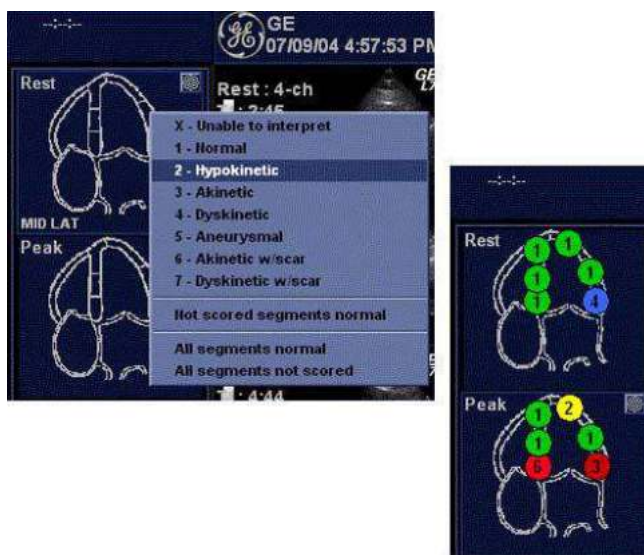 --:--:--
GE
07/09/04 4:57:53 PM
Rest
Rest : 4-ch
GE
X - Unable to interpret
1 - Normal
2 - Hypokinetic
3 - Akinetic
4 - Dyskinetic
5 - Aneurysmal
6 - Akinetic w/scar
7 - Dyskinetic w/scar
Not scored segments normal
All segments normal
All segments not scored
MID LAT
Peak
: 4:44
--:--:--
Rest
1 1
1 1
1 4
Peak
1 2
1 1
6 3